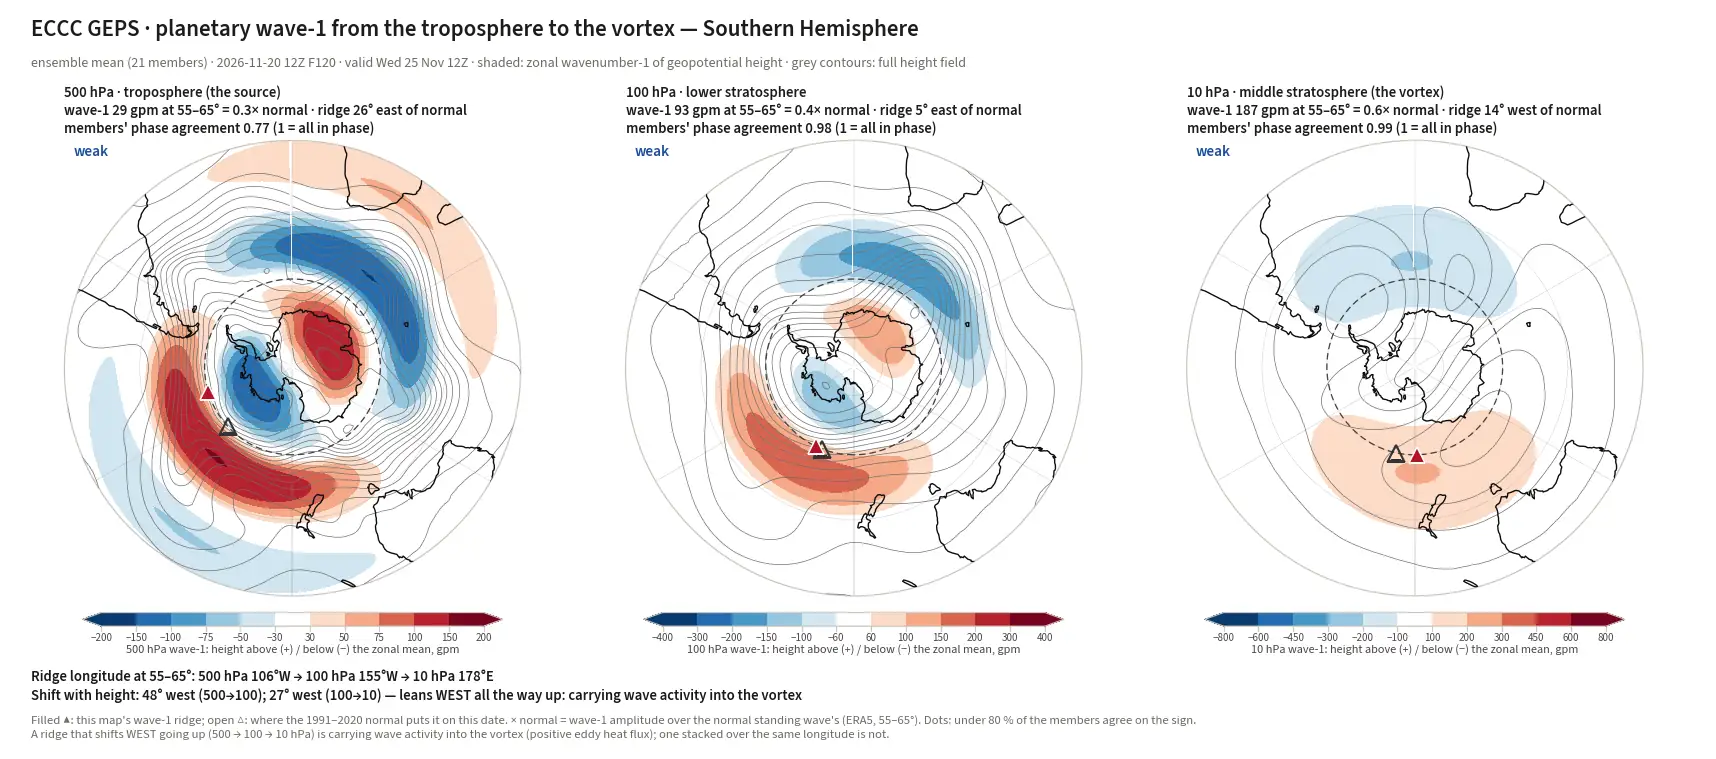 ECCC GEPS · planetary wave-1 from the troposphere to the vortex — Southern Hemisphere
ensemble mean (21 members) · 2026-11-20 12Z F120 · valid Wed 25 Nov 12Z · shaded: zonal wavenumber-1 of geopotential height · grey contours: full height field
500 hPa · troposphere (the source)
wave-1 29 gpm at 55–65° = 0.3× normal · ridge 26° east of normal
members' phase agreement 0.77 (1 = all in phase)
weak
100 hPa · lower stratosphere
wave-1 93 gpm at 55–65° = 0.4× normal · ridge 5° east of normal
members' phase agreement 0.98 (1 = all in phase)
weak
10 hPa · middle stratosphere (the vortex)
wave-1 187 gpm at 55–65° = 0.6× normal · ridge 14° west of normal
members' phase agreement 0.99 (1 = all in phase)
weak
−200 −150 −100 −75 −50 −30 30 50 75 100 150 200
500 hPa wave-1: height above (+) / below (−) the zonal mean, gpm
−400 −300 −200 −150 −100 −60 60 100 150 200 300 400
100 hPa wave-1: height above (+) / below (−) the zonal mean, gpm
−800 −600 −450 −300 −200 −100 100 200 300 450 600 800
10 hPa wave-1: height above (+) / below (−) the zonal mean, gpm
Ridge longitude at 55–65°: 500 hPa 106°W → 100 hPa 155°W → 10 hPa 178°E
Shift with height: 48° west (500→100); 27° west (100→10) — leans WEST all the way up: carrying wave activity into the vortex
Filled ▲: this map's wave-1 ridge; open △: where the 1991–2020 normal puts it on this date. × normal = wave-1 amplitude over the normal standing wave's (ERA5, 55–65°). Dots: under 80 % of the members agree on the sign.
A ridge that shifts WEST going up (500 → 100 → 10 hPa) is carrying wave activity into the vortex (positive eddy heat flux); one stacked over the same longitude is not.